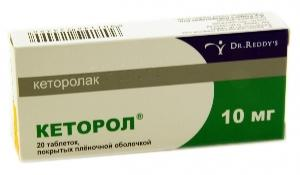 DR.REDDY'S
кеторолак
КЕТОРОЛ®
10 мг
20 таблеток,
покрытых плёночной оболочкой